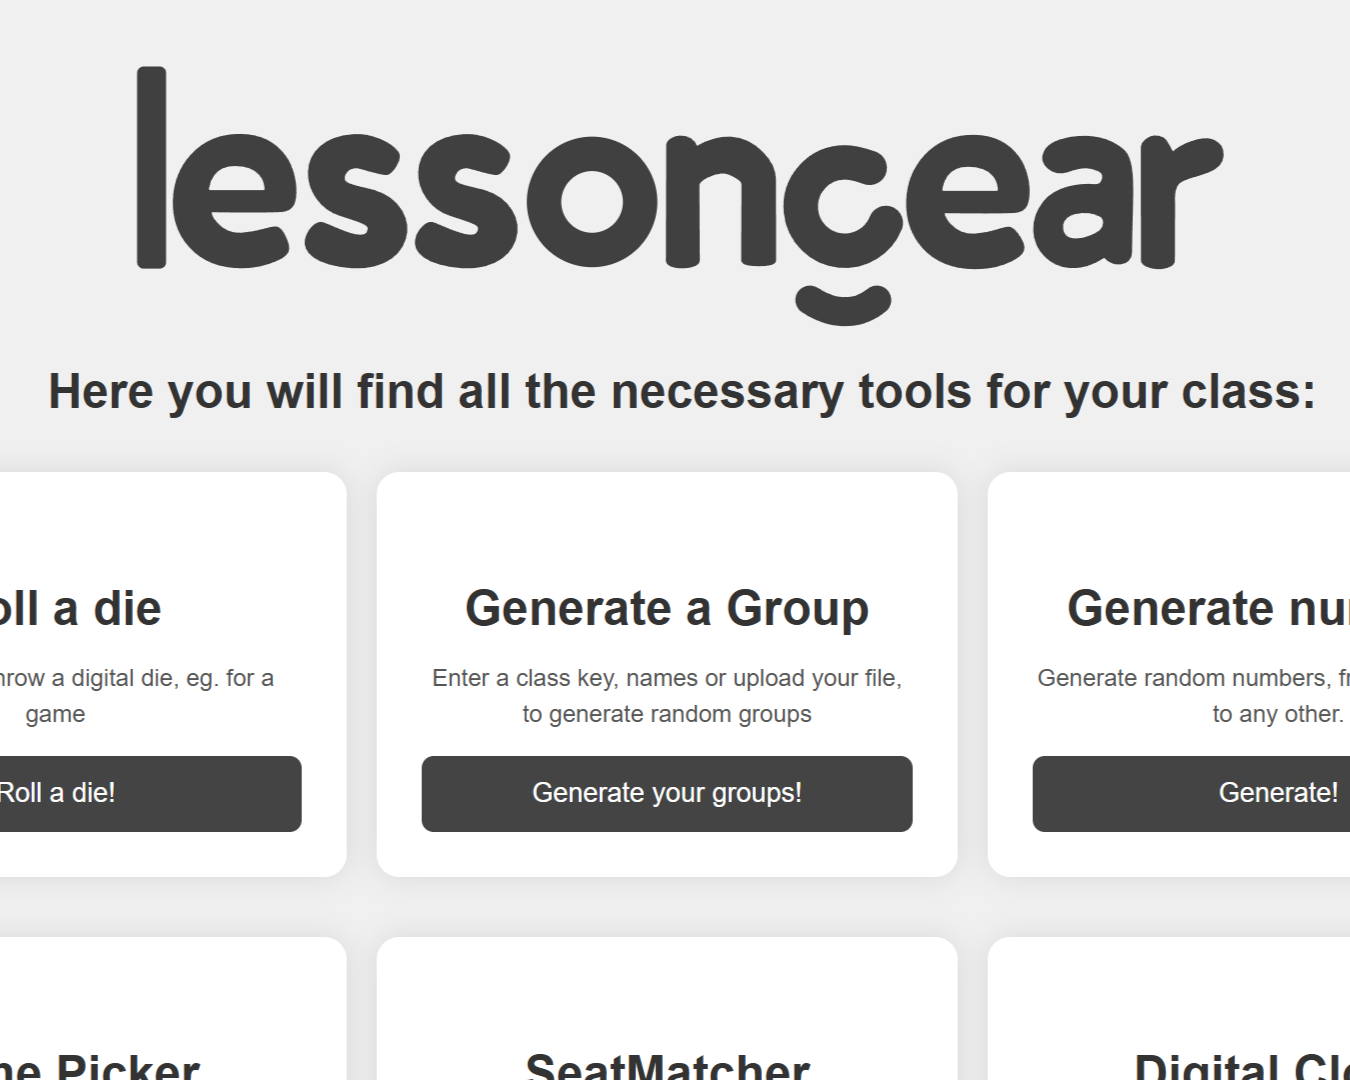 lessongear
Here you will find all the necessary tools for your class:
oll a die
hrow a digital die, eg. for a
game
Roll a die!
Generate a Group
Enter a class key, names or upload your file,
to generate random groups
Generate your groups!
Generate nu
Generate random numbers, fr
to any other.
Generate!
ne Picker
SeatMatcher
Digital Clo